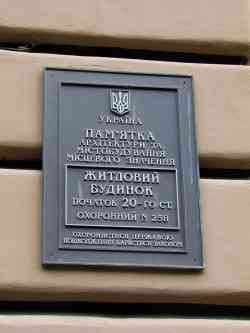 УКРАЇНА
ПАМ'ЯТКА
АРХІТЕКТУРИ ТА
МІСТОБУДУВАННЯ
МІСЦЕВОГО ЗНАЧЕННЯ
ЖИТЛОВИЙ
БУДИНОК
ПОЧАТОК 20-ГО СТ.
ОХОРОННИЙ N 258
ОХОРОНЯЄТЬСЯ ДЕРЖАВОЮ
ПОШКОДЖЕННЯ КАРАЄТЬСЯ ЗАКОНОМ